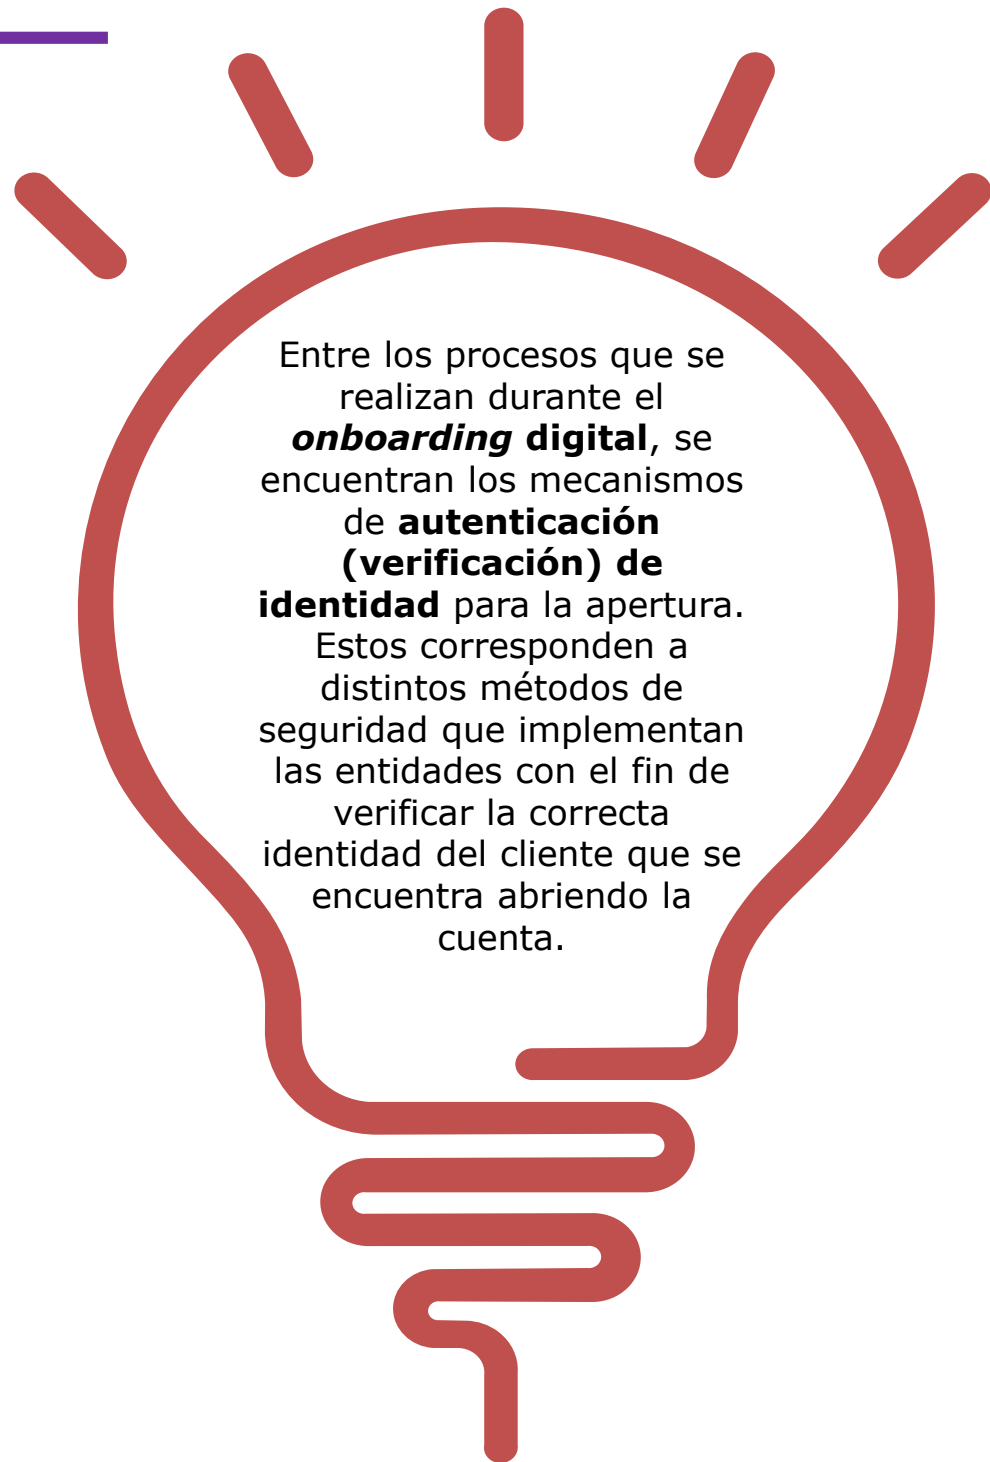 Entre los procesos que se
realizan durante el
onboarding digital, se
encuentran los mecanismos
de autenticación
(verificación) de
identidad para la apertura.
Estos corresponden a
distintos métodos de
seguridad que implementan
las entidades con el fin de
verificar la correcta
identidad del cliente que se
encuentra abriendo la
cuenta.